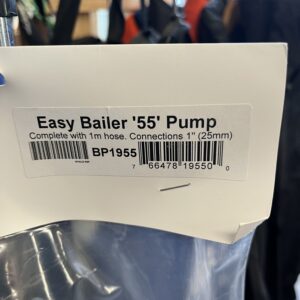 Easy Bailer '55' Pump
Complete with 1m hose. Connections 1" (25mm)
BP1955
7 66478 19550 0